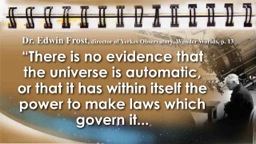 Dr. Edwin Frost, director of Yerkes Observatory, Wonder Worlds, p. 13
“There is no evidence that
the universe is automatic,
or that it has within itself the
power to make laws which
govern it...